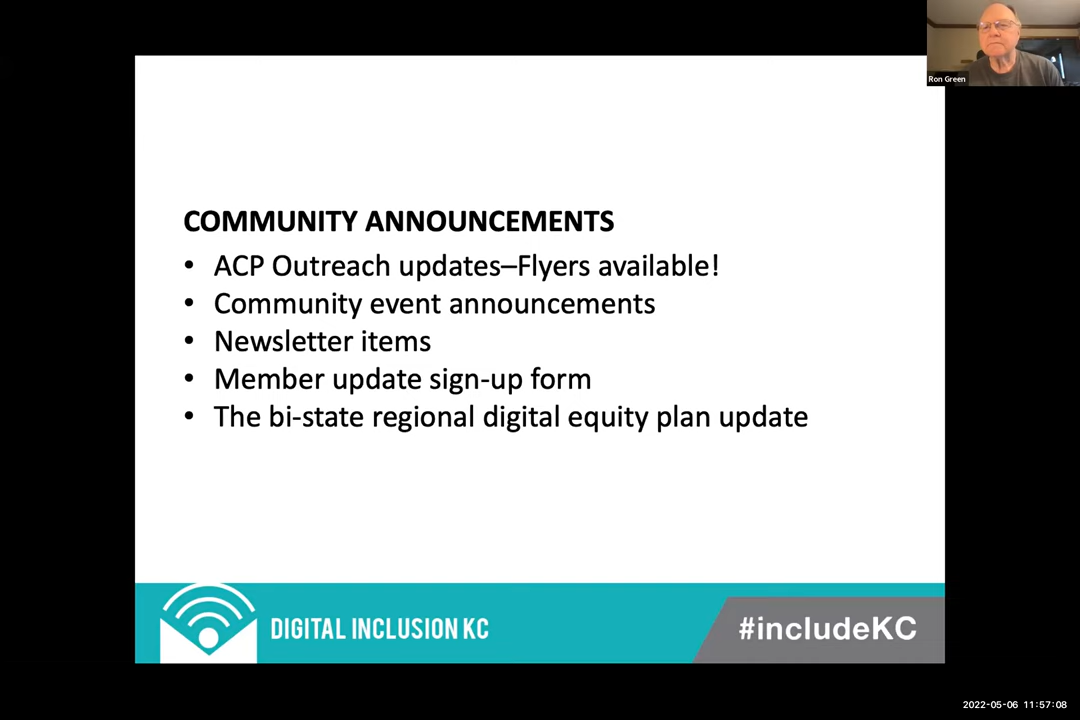 Ron Green
COMMUNITY ANNOUNCEMENTS
• ACP Outreach updates–Flyers available!
• Community event announcements
• Newsletter items
• Member update sign-up form
• The bi-state regional digital equity plan update
DIGITAL INCLUSION KC
#includeKC
2022-05-06 11:57:08